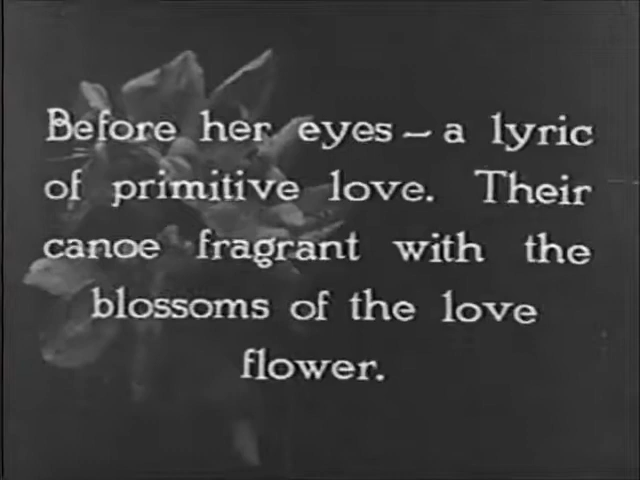 Before her eyes — a lyric
of primitive love. Their
canoe fragrant with the
blossoms of the love
flower.